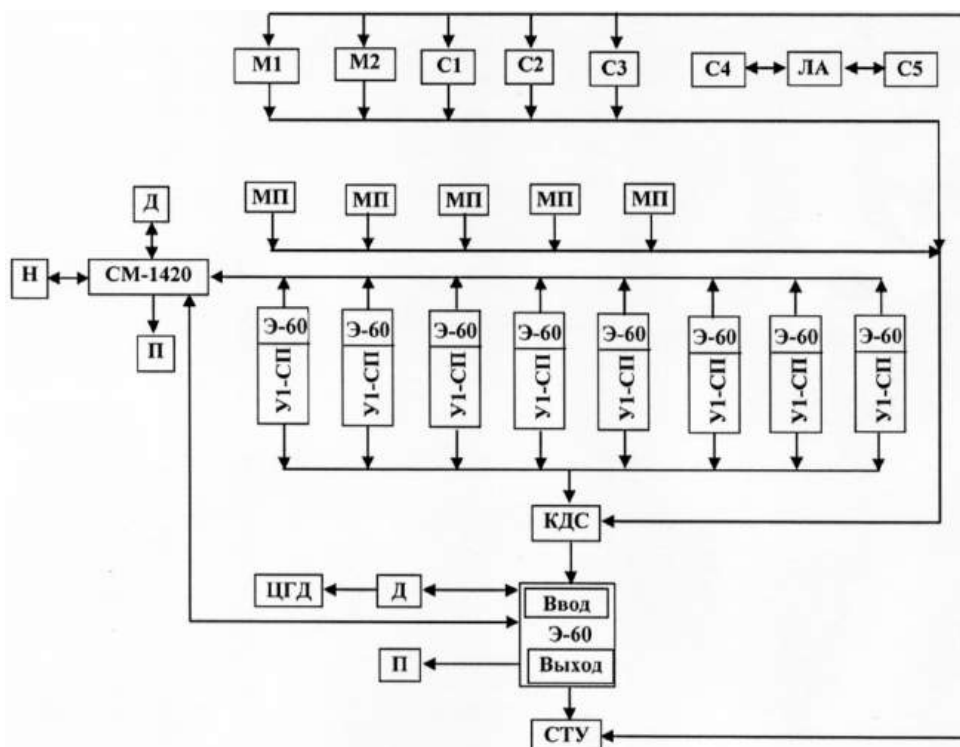 М1 М2 С1 С2 С3 С4 ЛА С5
МП МП МП МП МП
Д
Н СМ-1420
П
Э-60 Э-60 Э-60 Э-60 Э-60 Э-60 Э-60 Э-60
У1-СП У1-СП У1-СП У1-СП У1-СП У1-СП У1-СП У1-СП
КДС
ЦГД Д Ввод
Э-60
П Выход
СТУ